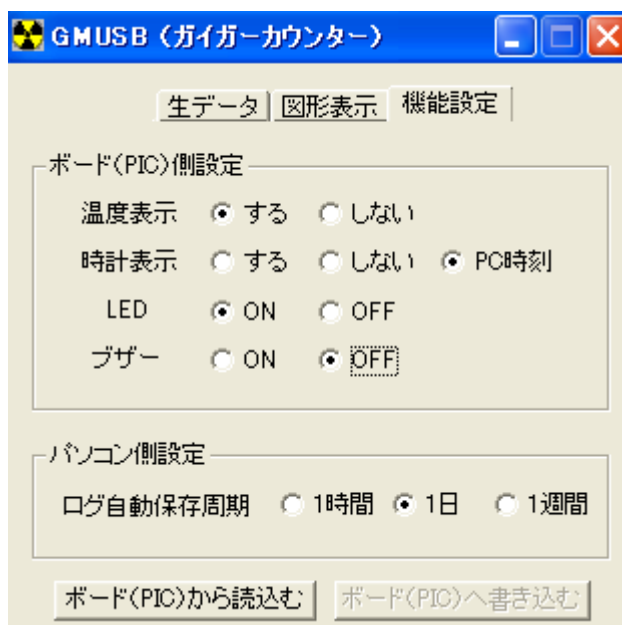 GMUSB（ガイガーカウンター）
生データ 図形表示 機能設定
ボード(PIC)側設定
温度表示 する しない
時計表示 する しない PC時刻
LED ON OFF
ブザー ON OFF
パソコン側設定
ログ自動保存周期 1時間 1日 1週間
ボード(PIC)から読込む ボード(PIC)へ書き込む